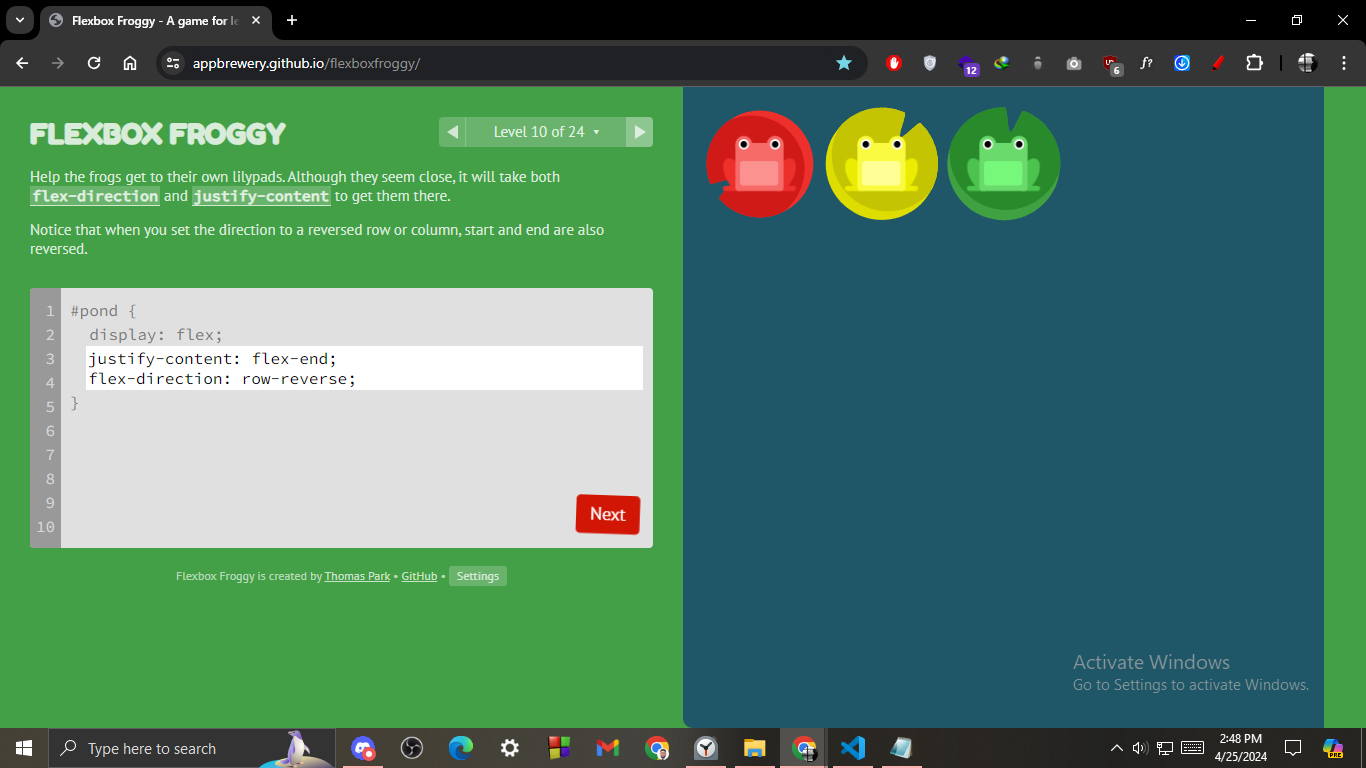 Flexbox Froggy - A game for le
appbrewery.github.io/flexboxfroggy/
12
6
f?
FLEXBOX FROGGY
Level 10 of 24
Help the frogs get to their own lilypads. Although they seem close, it will take both
flex-direction and justify-content to get them there.
Notice that when you set the direction to a reversed row or column, start and end are also
reversed.
1 #pond {
2 display: flex;
3 justify-content: flex-end;
4 flex-direction: row-reverse;
5 }
6
7
8
9
10
Next
Flexbox Froggy is created by Thomas Park • GitHub • Settings
Activate Windows
Go to Settings to activate Windows.
Type here to search
2:48 PM
4/25/2024
PRE